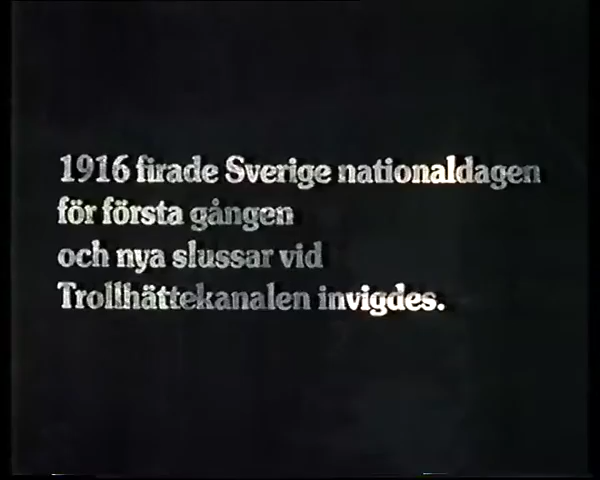 1916 firade Sverige nationaldagen
för första gången
och nya slussar vid
Trollhättekanalen invigdes.